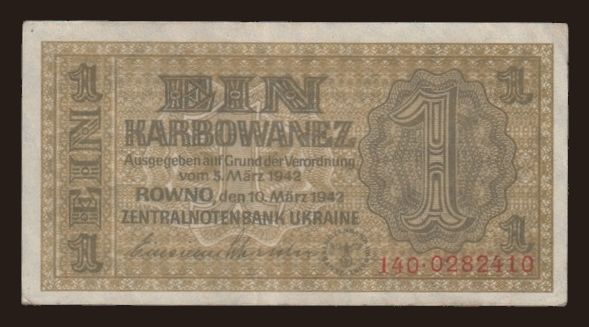 1
EIN
1
EIN
KARBOWANEZ
Ausgegeben auf Grund der Verordnung
vom 5. März 1942
ROWNO, den 10. März 1942
ZENTRALNOTENBANK UKRAINE
1
1
1
140·0282410